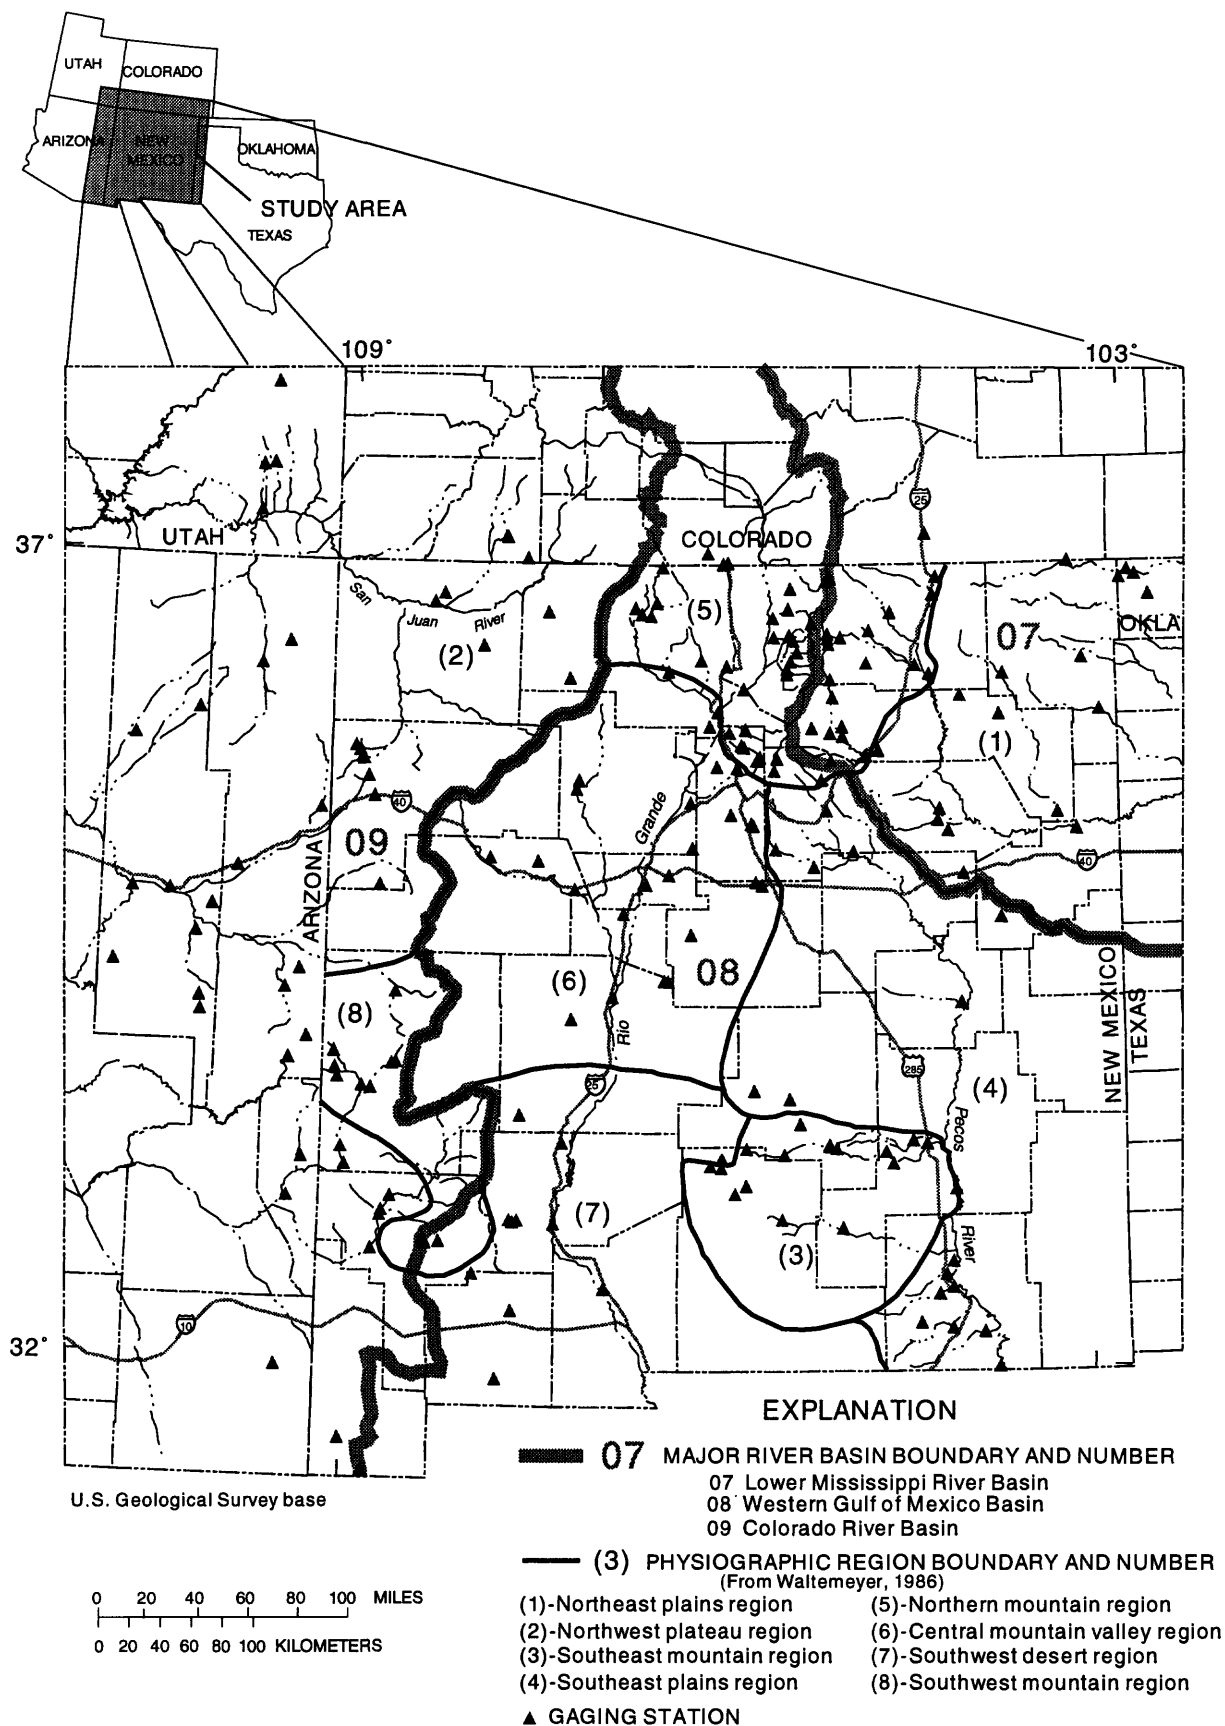 UTAH
COLORADO
ARIZONA
NEW
MEXICO
OKLAHOMA
STUDY AREA
TEXAS
109°
103°
25
37°
UTAH
COLORADO
San
Juan
River
(2)
(5)
07
OKLA
(1)
40
09
Grande
40
ARIZONA
(6)
08
(8)
Rio
NEW MEXICO
TEXAS
25
285
(4)
Pecos
(7)
(3)
River
10
32°
EXPLANATION
07 MAJOR RIVER BASIN BOUNDARY AND NUMBER
07 Lower Mississippi River Basin
08 Western Gulf of Mexico Basin
09 Colorado River Basin
U.S. Geological Survey base
(3) PHYSIOGRAPHIC REGION BOUNDARY AND NUMBER
(From Waltemeyer, 1986)
(1)-Northeast plains region
(2)-Northwest plateau region
(3)-Southeast mountain region
(4)-Southeast plains region
(5)-Northern mountain region
(6)-Central mountain valley region
(7)-Southwest desert region
(8)-Southwest mountain region
▲ GAGING STATION
0 20 40 60 80 100 MILES
0 20 40 60 80 100 KILOMETERS